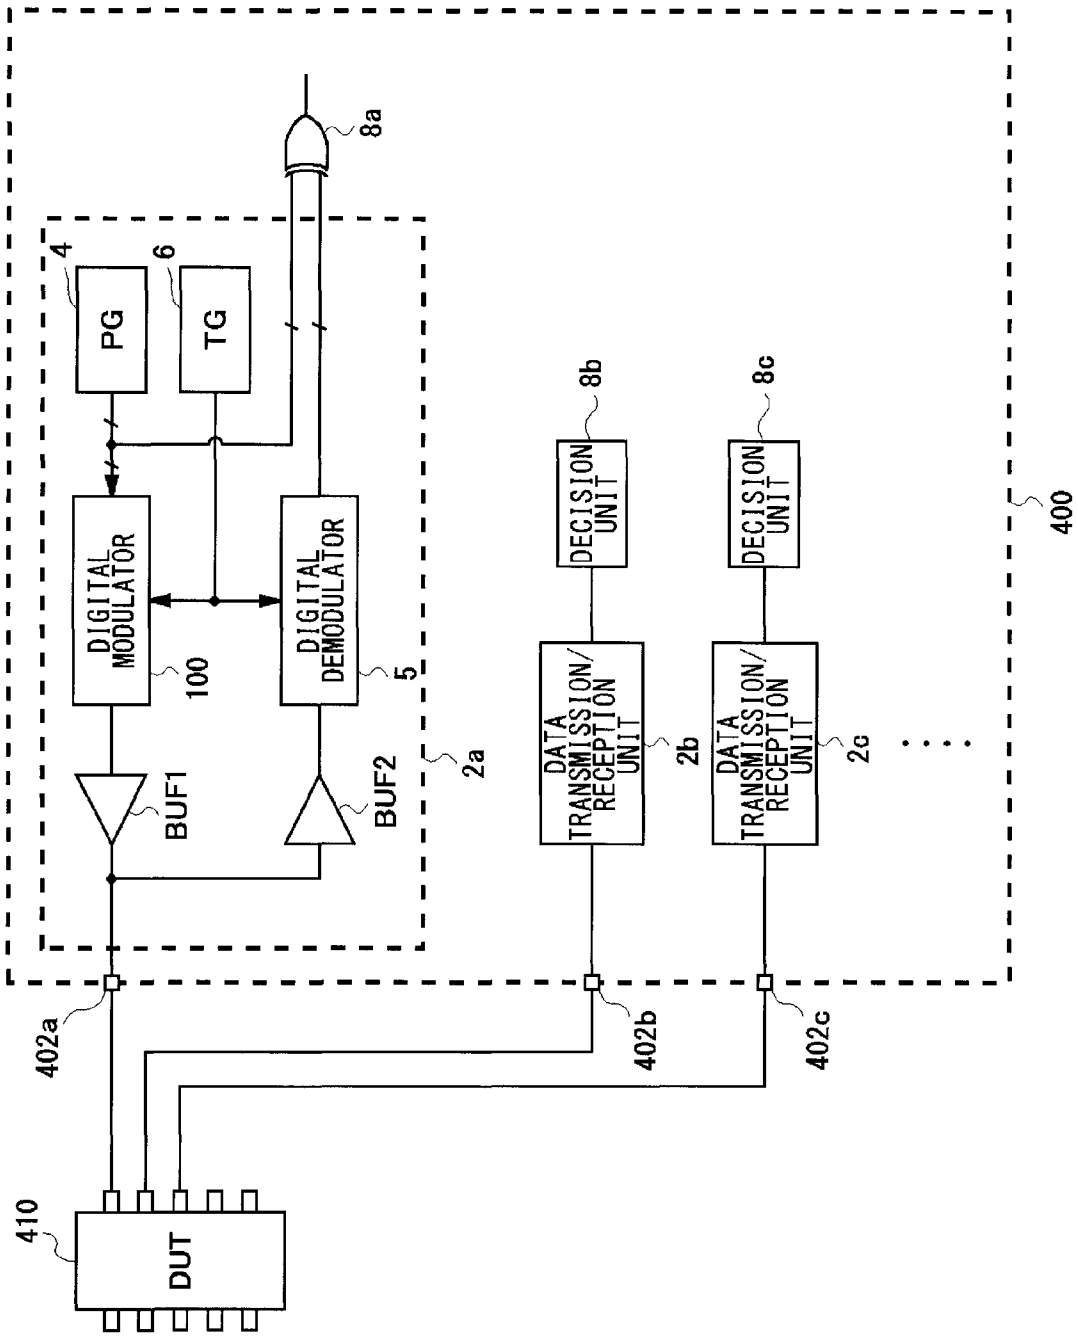 410
DUT
402a
402b
402c
400
BUF1
BUF2
2a
100
DIGITAL
MODULATOR
5
DIGITAL
DEMODULATOR
4
PG
6
TG
8a
DATA
TRANSMISSION/
RECEPTION
UNIT
2b
DECISION
UNIT
8b
DATA
TRANSMISSION/
RECEPTION
UNIT
2c
DECISION
UNIT
8c